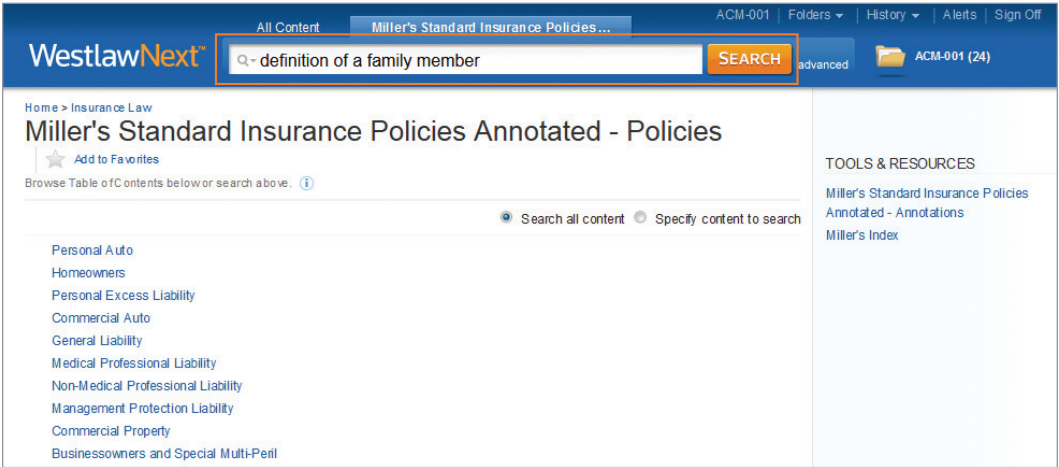 ACM-001 | Folders | History | Alerts | Sign Off
All Content Miller's Standard Insurance Policies...
WestlawNext™ definition of a family member SEARCH advanced ACM-001 (24)
Home > Insurance Law
Miller's Standard Insurance Policies Annotated - Policies
Add to Favorites
Browse Table of Contents below or search above. i
Search all content Specify content to search
Personal Auto
Homeowners
Personal Excess Liability
Commercial Auto
General Liability
Medical Professional Liability
Non-Medical Professional Liability
Management Protection Liability
Commercial Property
Businessowners and Special Multi-Peril
TOOLS & RESOURCES
Miller's Standard Insurance Policies
Annotated - Annotations
Miller's Index